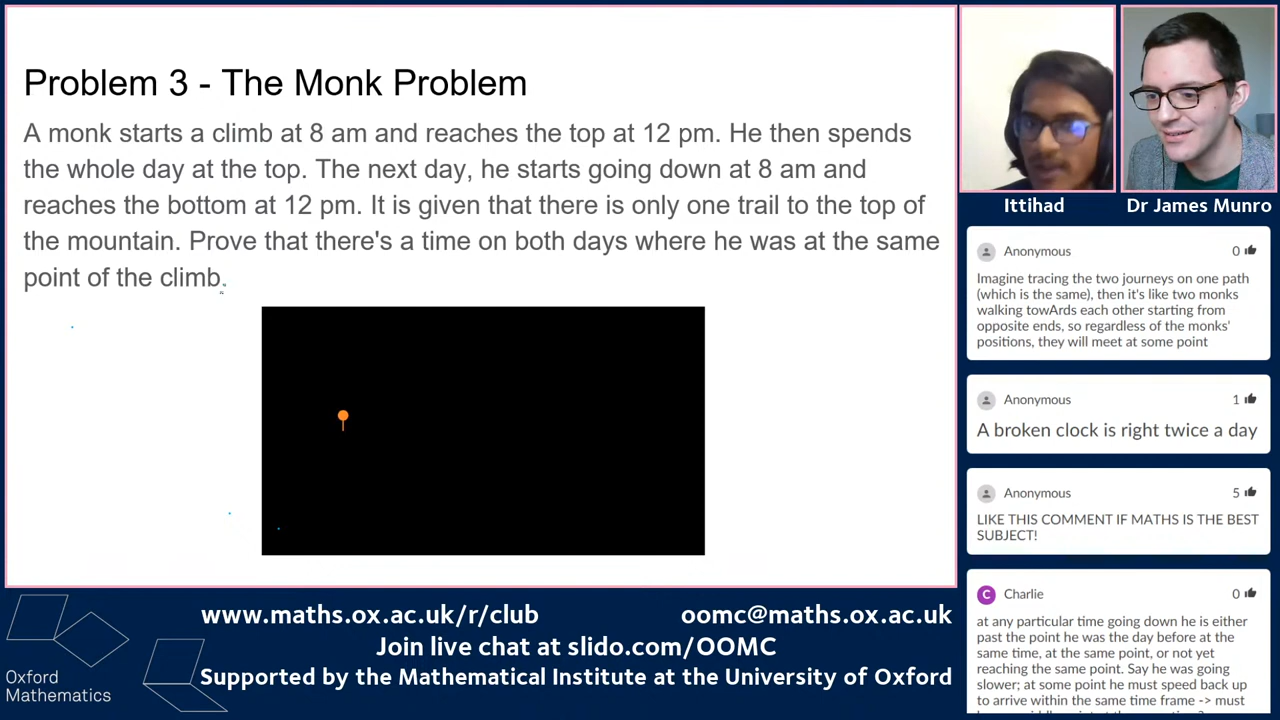 Problem 3 - The Monk Problem
A monk starts a climb at 8 am and reaches the top at 12 pm. He then spends
the whole day at the top. The next day, he starts going down at 8 am and
reaches the bottom at 12 pm. It is given that there is only one trail to the top of
the mountain. Prove that there's a time on both days where he was at the same
point of the climb.
Ittihad
Dr James Munro
Anonymous
0
Imagine tracing the two journeys on one path
(which is the same), then it's like two monks
walking towArds each other starting from
opposite ends, so regardless of the monks'
positions, they will meet at some point
Anonymous
1
A broken clock is right twice a day
Anonymous
5
LIKE THIS COMMENT IF MATHS IS THE BEST
SUBJECT!
C
Charlie
0
at any particular time going down he is either
past the point he was the day before at the
same time, at the same point, or not yet
reaching the same point. Say he was going
slower; at some point he must speed back up
to arrive within the same time frame -> must
www.maths.ox.ac.uk/r/club
oomc@maths.ox.ac.uk
Join live chat at slido.com/OOMC
Supported by the Mathematical Institute at the University of Oxford
Oxford
Mathematics